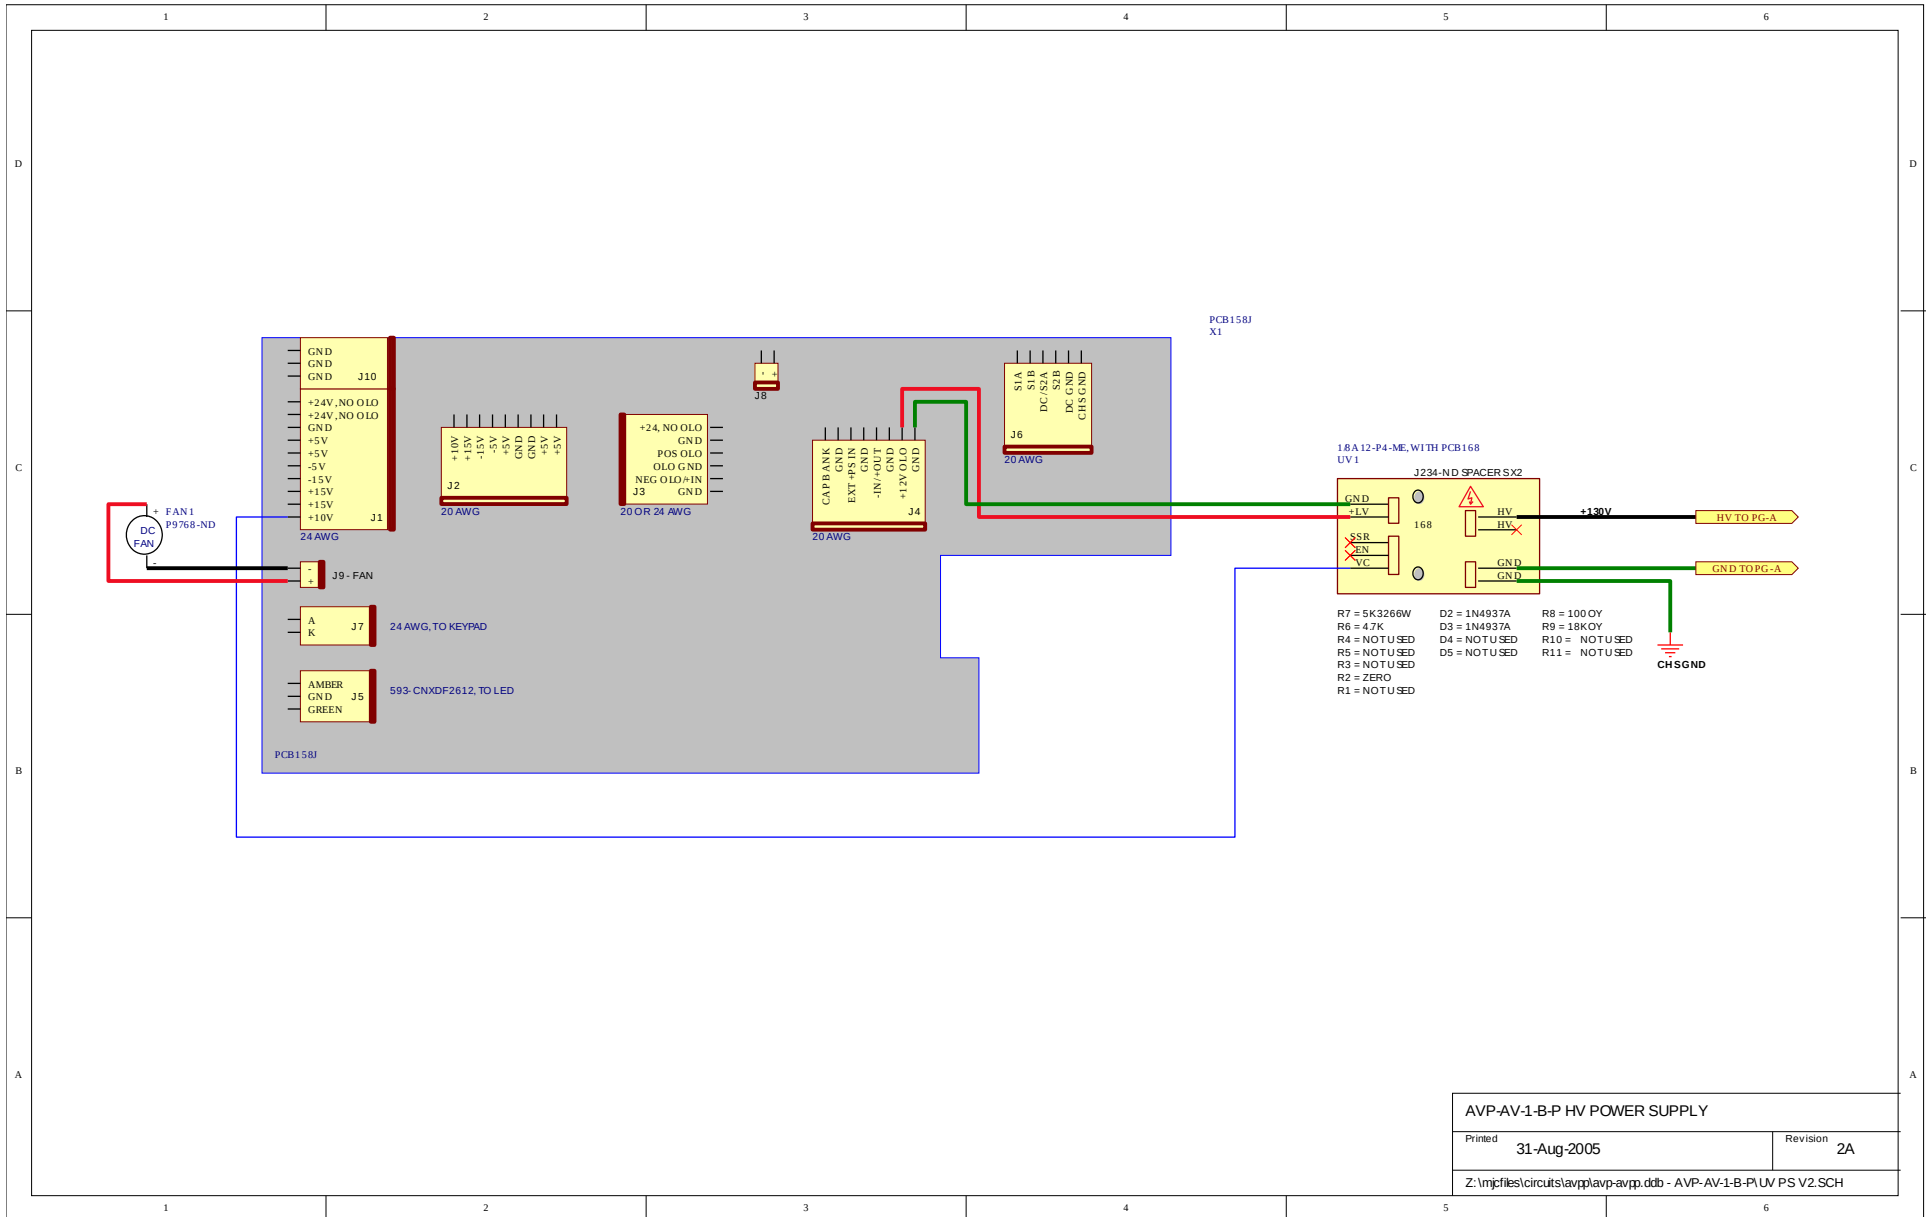 1 2 3 4 5 6
D D
PCB158J
X1
GND
GND
GND
J10
+24V, NO OLO
+24V, NO OLO
GND
+5V
+5V
-5V
-15V
+15V
+15V
+10V
J1
24 AWG
+10V
+15V
-15V
-5V
+5V
GND
GND
+5V
+5V
J2
20 AWG
+24, NO OLO
GND
POS OLO
OLO GND
NEG OLO/+IN
GND
J3
20 OR 24 AWG
- +
J8
CAP BANK
GND
EXT +PS IN
GND
-IN/+OUT
GND
+12V OLO
GND
J4
20 AWG
S1A
S1B
DC/S2A
S2B
DC GND
CHSGND
J6
20 AWG
C C
1.8A12-P4-ME, WITH PCB168
UV1
J234-ND SPACERS X2
GND
+LV
168
SSR
EN
VC
HV
HV
GND
GND
+130V
HV TO PG-A
GND TO PG-A
CHSGND
+ FAN1
P9768-ND
DC
FAN
-
-
+
J9 - FAN
A
K
J7
24 AWG, TO KEYPAD
AMBER
GND
GREEN
J5
593-CNXDF2612, TO LED
PCB158J
R7 = 5K3266W D2 = 1N4937A R8 = 100OY
R6 = 4.7K D3 = 1N4937A R9 = 18KOY
R4 = NOT USED D4 = NOT USED R10 = NOT USED
R5 = NOT USED D5 = NOT USED R11 = NOT USED
R3 = NOT USED
R2 = ZERO
R1 = NOT USED
B B
A A
AVP-AV-1-B-P HV POWER SUPPLY
Printed 31-Aug-2005 Revision 2A
Z:\mjcfiles\circuits\avpp\avp-avpp.ddb - AVP-AV-1-B-P\UV PS V2.SCH
1 2 3 4 5 6